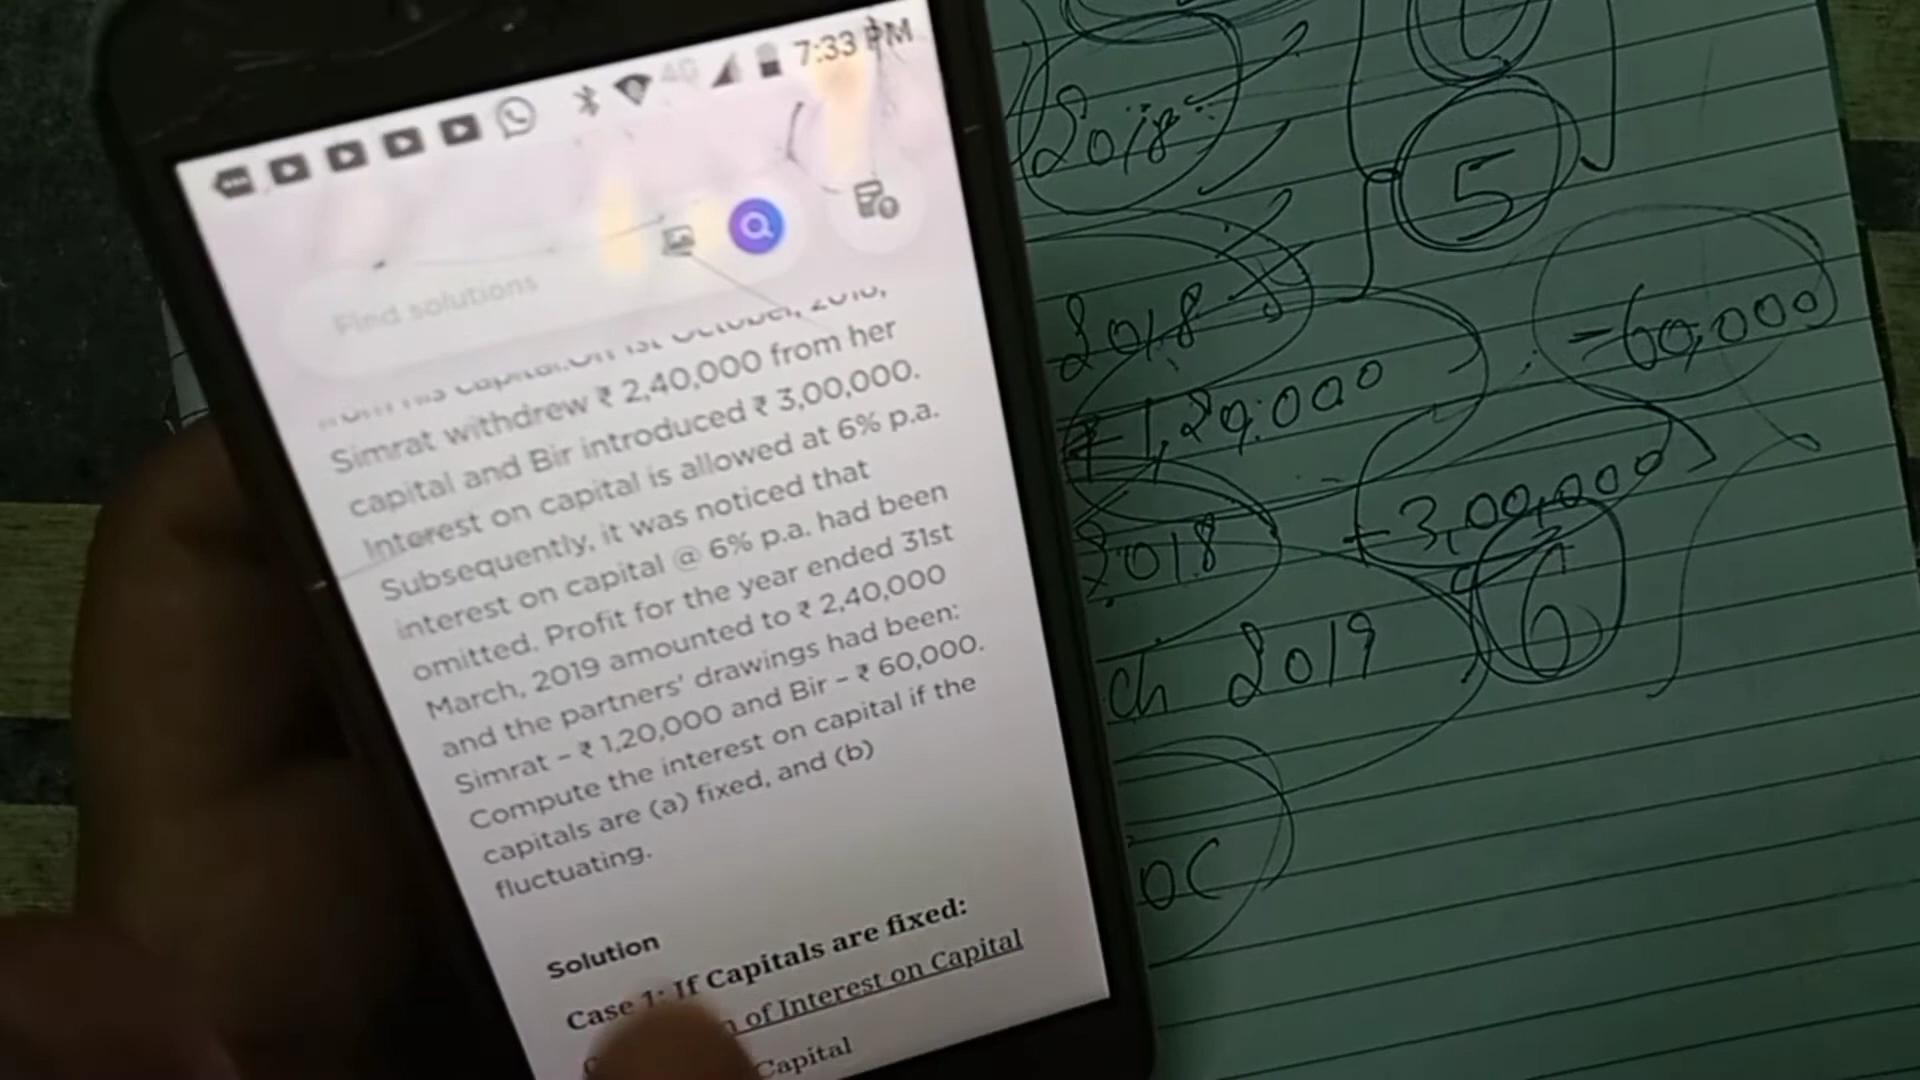 7:33 PM
4G
Find solutions
Simrat withdrew ₹ 2,40,000 from her
capital and Bir introduced ₹ 3,00,000.
Interest on capital is allowed at 6% p.a.
Subsequently, it was noticed that
interest on capital @ 6% p.a. had been
omitted. Profit for the year ended 31st
March, 2019 amounted to ₹ 2,40,000
and the partners' drawings had been:
Simrat – ₹ 1,20,000 and Bir – ₹ 60,000.
Compute the interest on capital if the
capitals are (a) fixed, and (b)
fluctuating.
Solution
Case 1: If Capitals are fixed:
of Interest on Capital
Capital
2018
5
2018
-60,000
1,20,000
2018
3,00,000
6
ch 2019